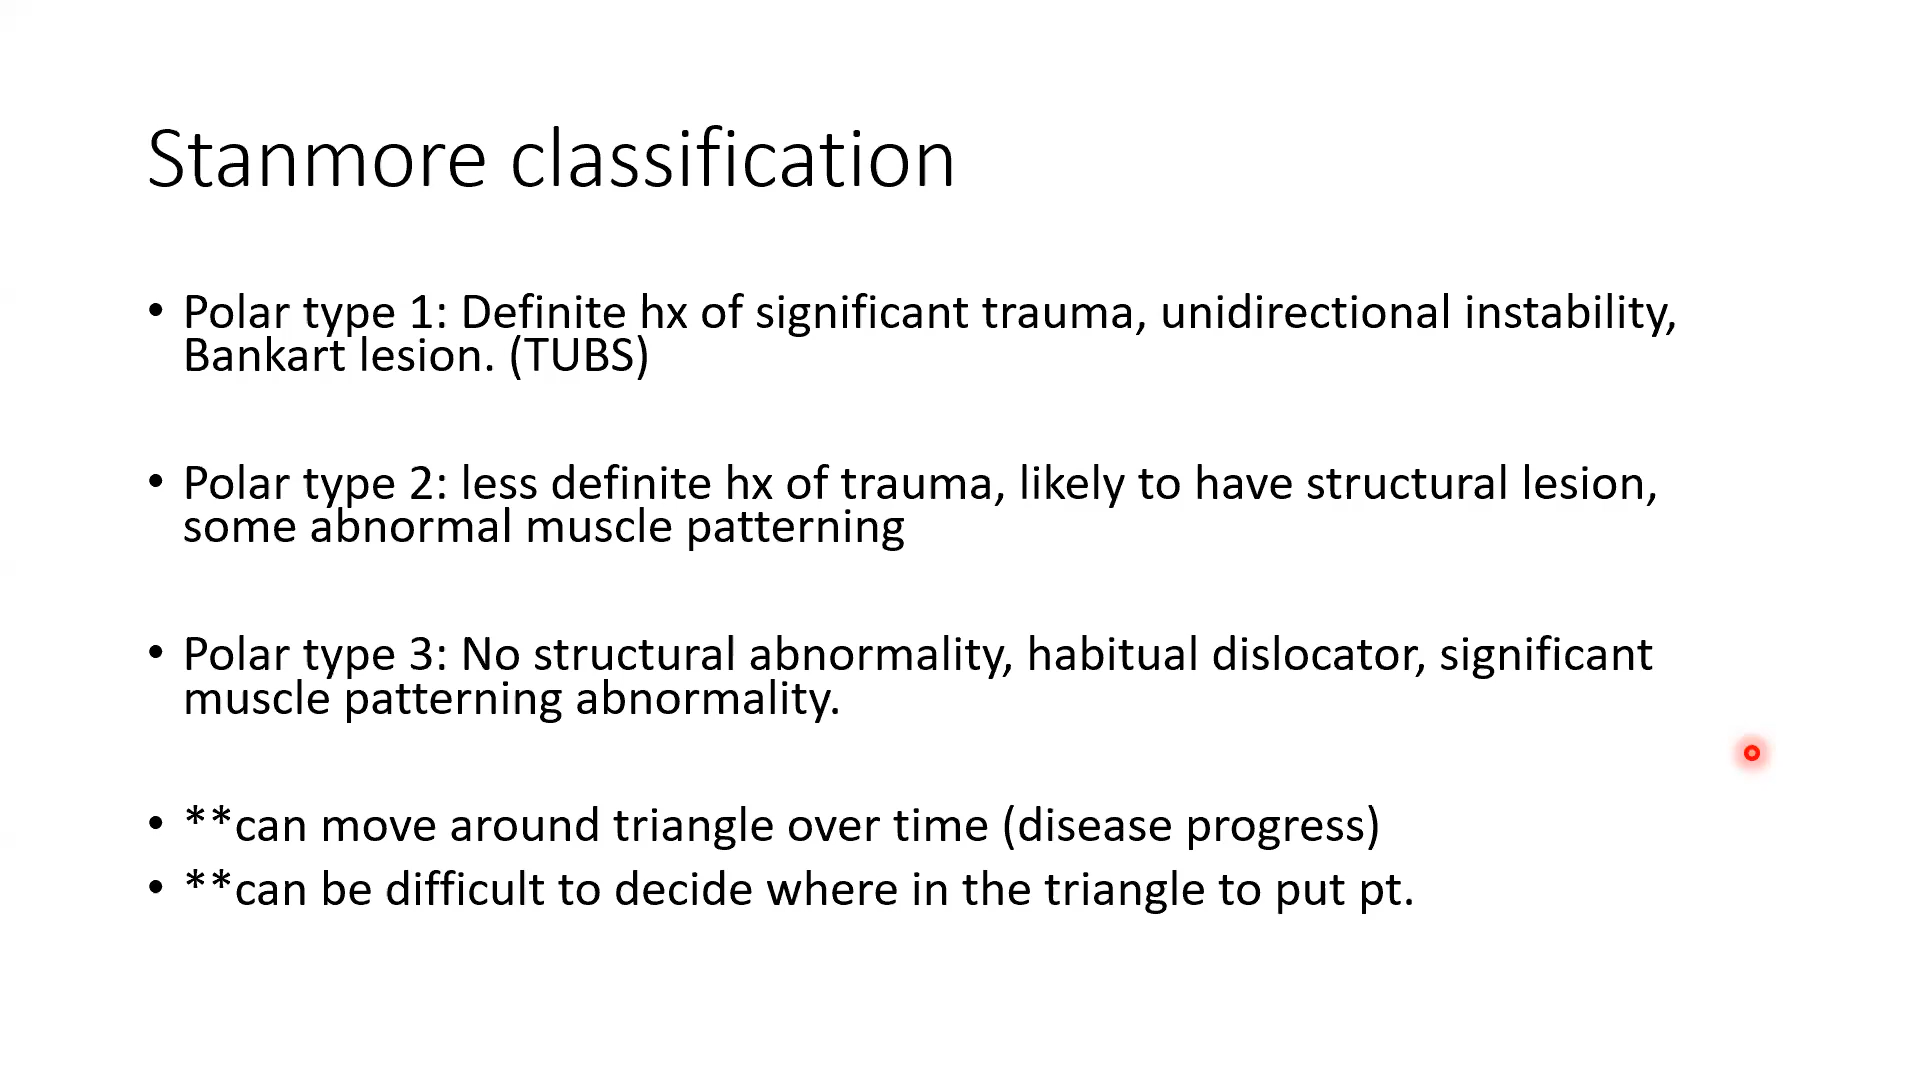 Stanmore classification
• Polar type 1: Definite hx of significant trauma, unidirectional instability,
Bankart lesion. (TUBS)
• Polar type 2: less definite hx of trauma, likely to have structural lesion,
some abnormal muscle patterning
• Polar type 3: No structural abnormality, habitual dislocator, significant
muscle patterning abnormality.
• **can move around triangle over time (disease progress)
• **can be difficult to decide where in the triangle to put pt.